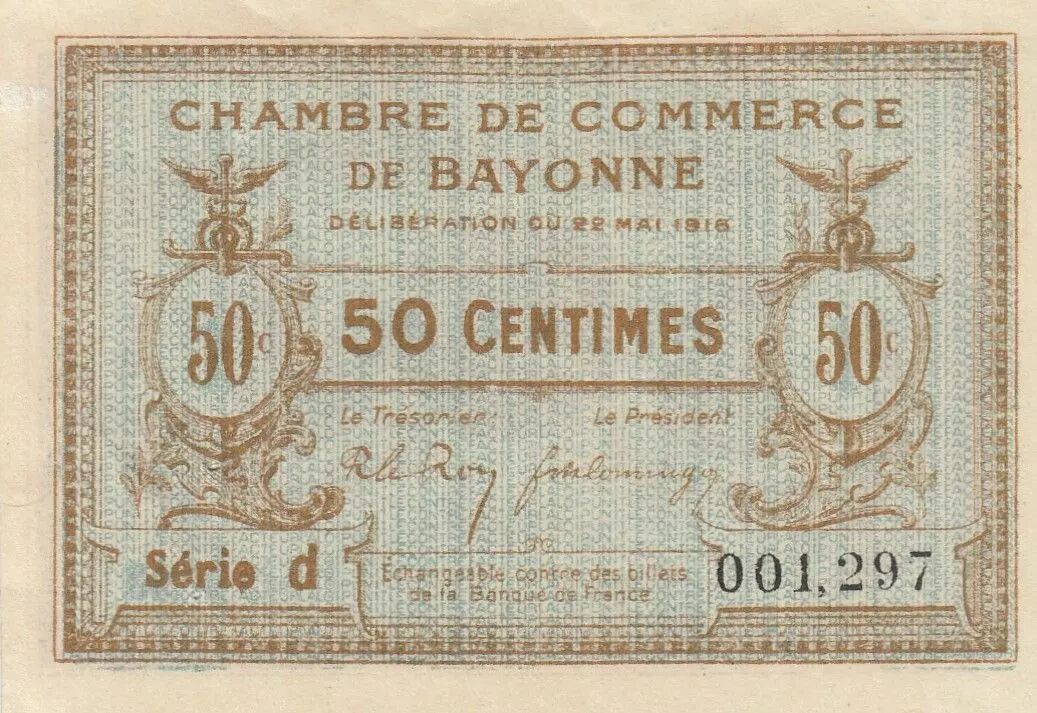 CHAMBRE DE COMMERCE
DE BAYONNE
DÉLIBÉRATION DU 22 MAI 1916
50c
50 CENTIMES
50c
Le Trésorier
Le Président
Série d
001,297
Échangeable contre des billets
de la Banque de France